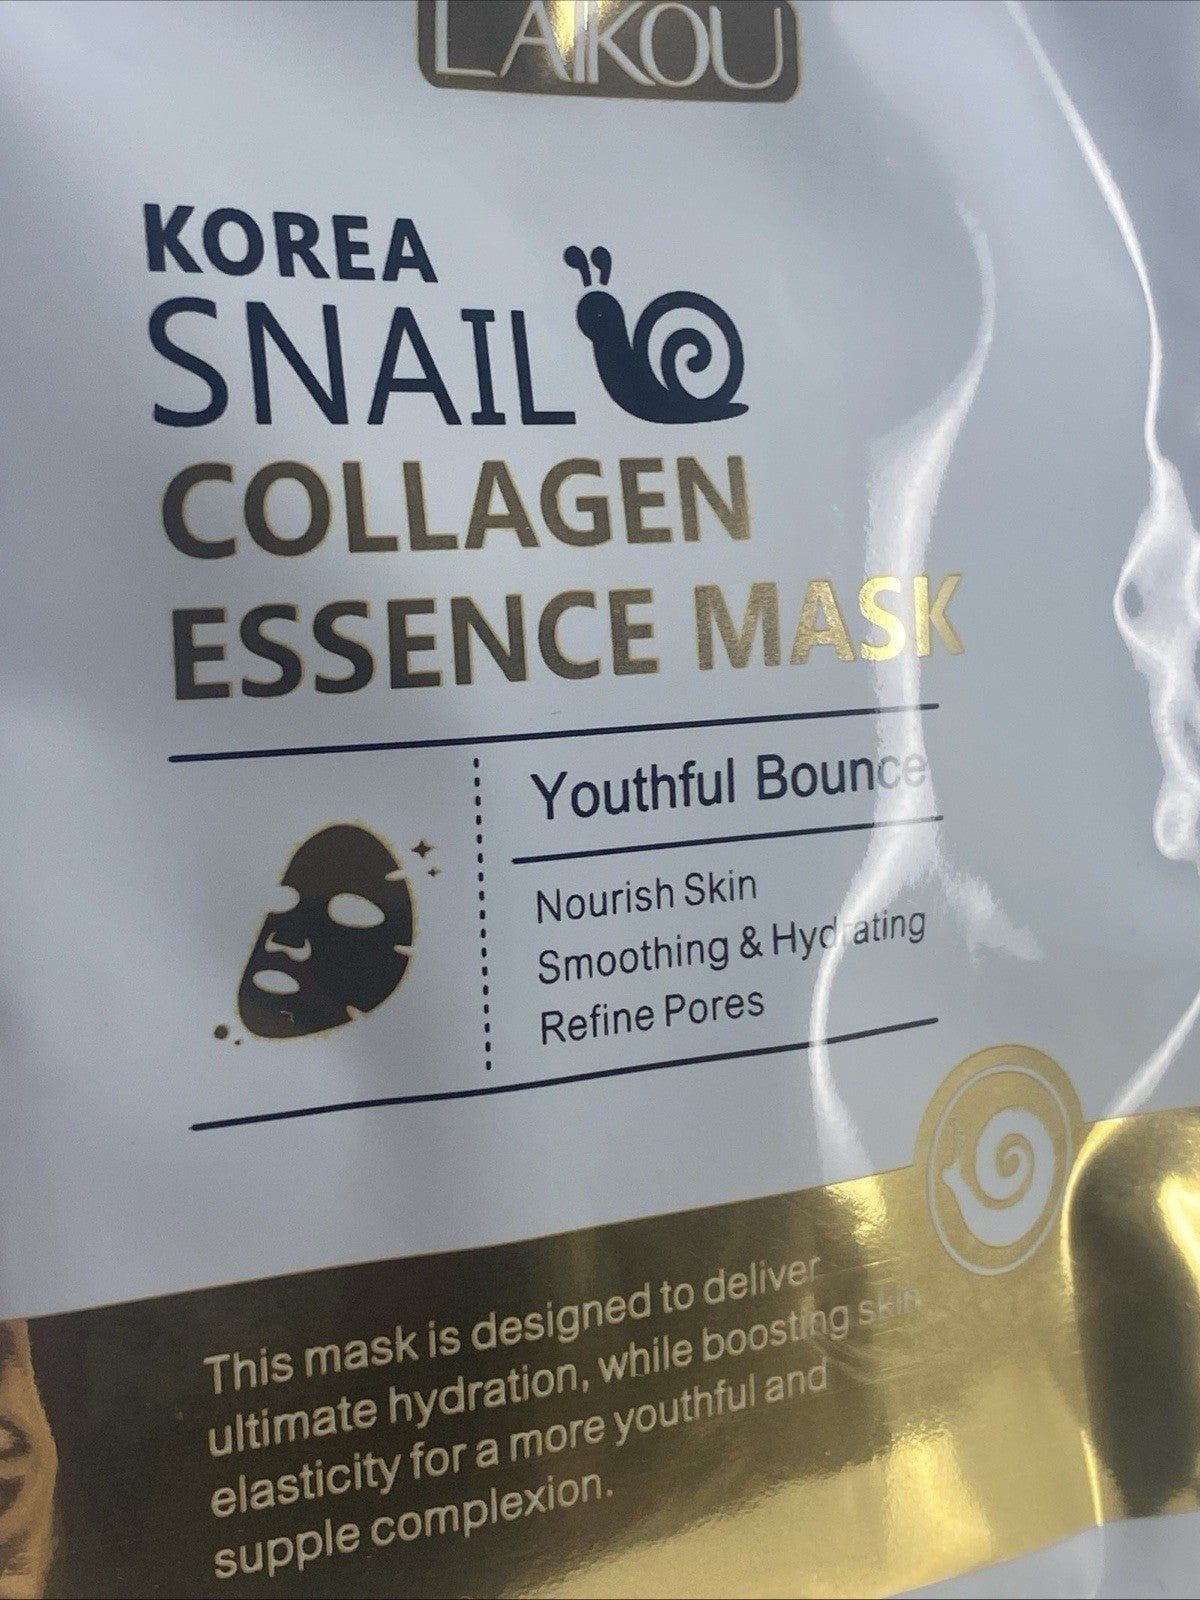 LAIKOU
KOREA
SNAIL
COLLAGEN
ESSENCE MASK
Youthful Bounce
Nourish Skin
Smoothing & Hydrating
Refine Pores
This mask is designed to deliver
ultimate hydration, while boosting skin
elasticity for a more youthful and
supple complexion.